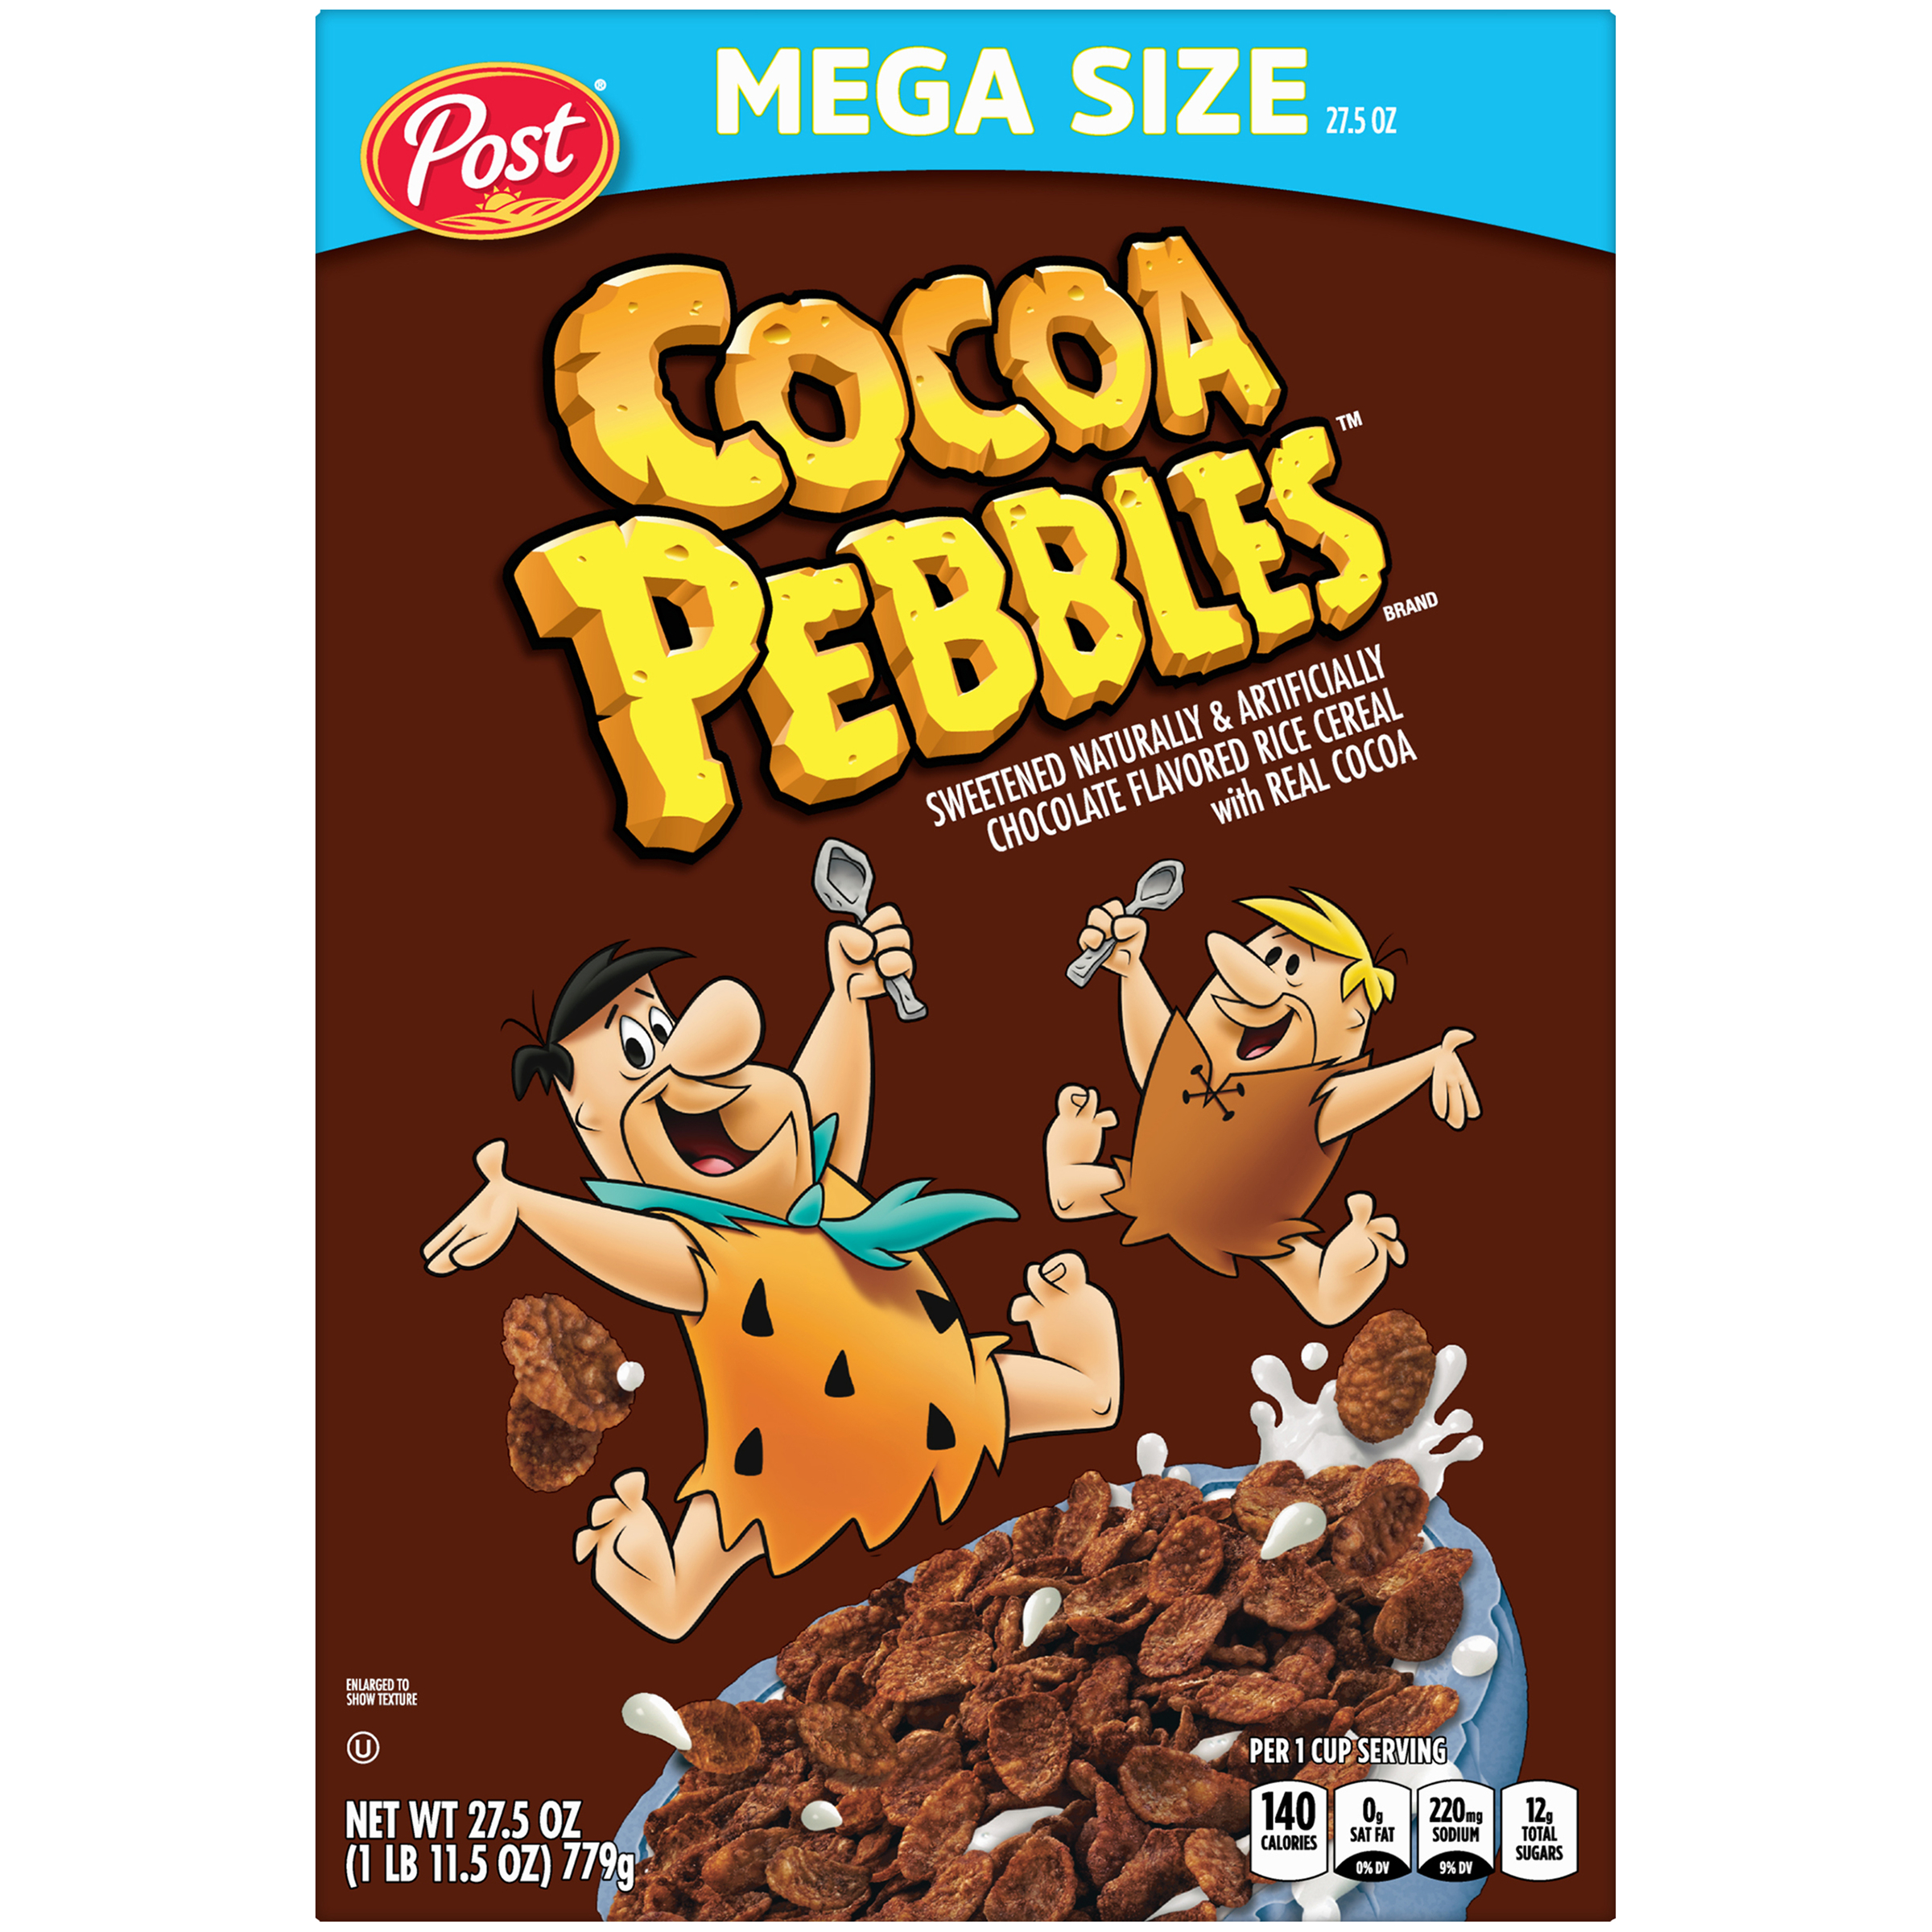 Post®
MEGA SIZE 27.5 OZ
COCOA
PEBBLES™
BRAND
SWEETENED NATURALLY & ARTIFICIALLY
CHOCOLATE FLAVORED RICE CEREAL
with REAL COCOA
ENLARGED TO
SHOW TEXTURE
U
NET WT 27.5 OZ
(1 LB 11.5 OZ) 779g
PER 1 CUP SERVING
140
CALORIES
0g
SAT FAT
0% DV
220mg
SODIUM
9% DV
12g
TOTAL
SUGARS